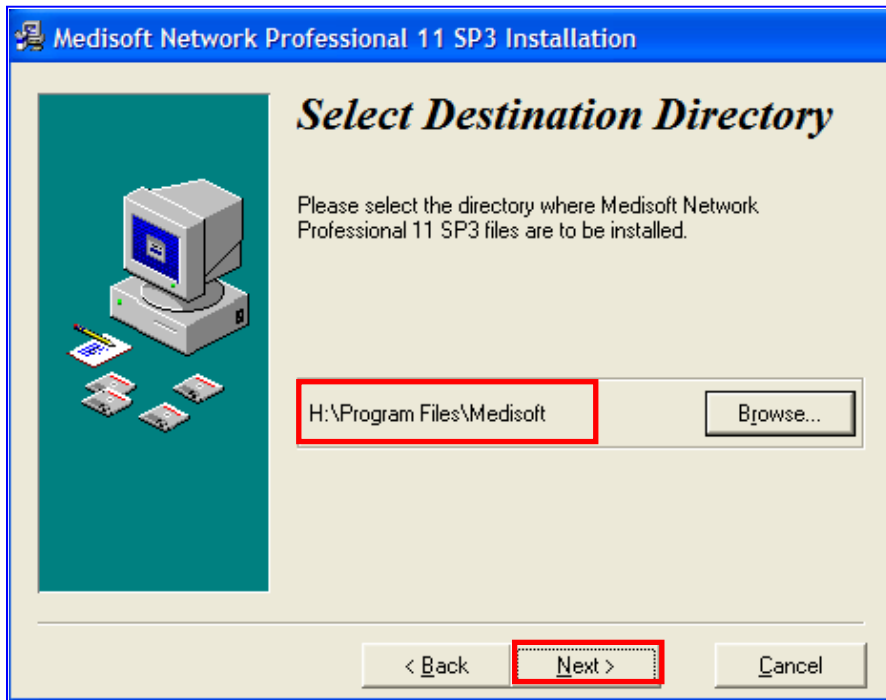 Medisoft Network Professional 11 SP3 Installation
Select Destination Directory
Please select the directory where Medisoft Network
Professional 11 SP3 files are to be installed.
H:\Program Files\Medisoft
Browse...
< Back
Next >
Cancel